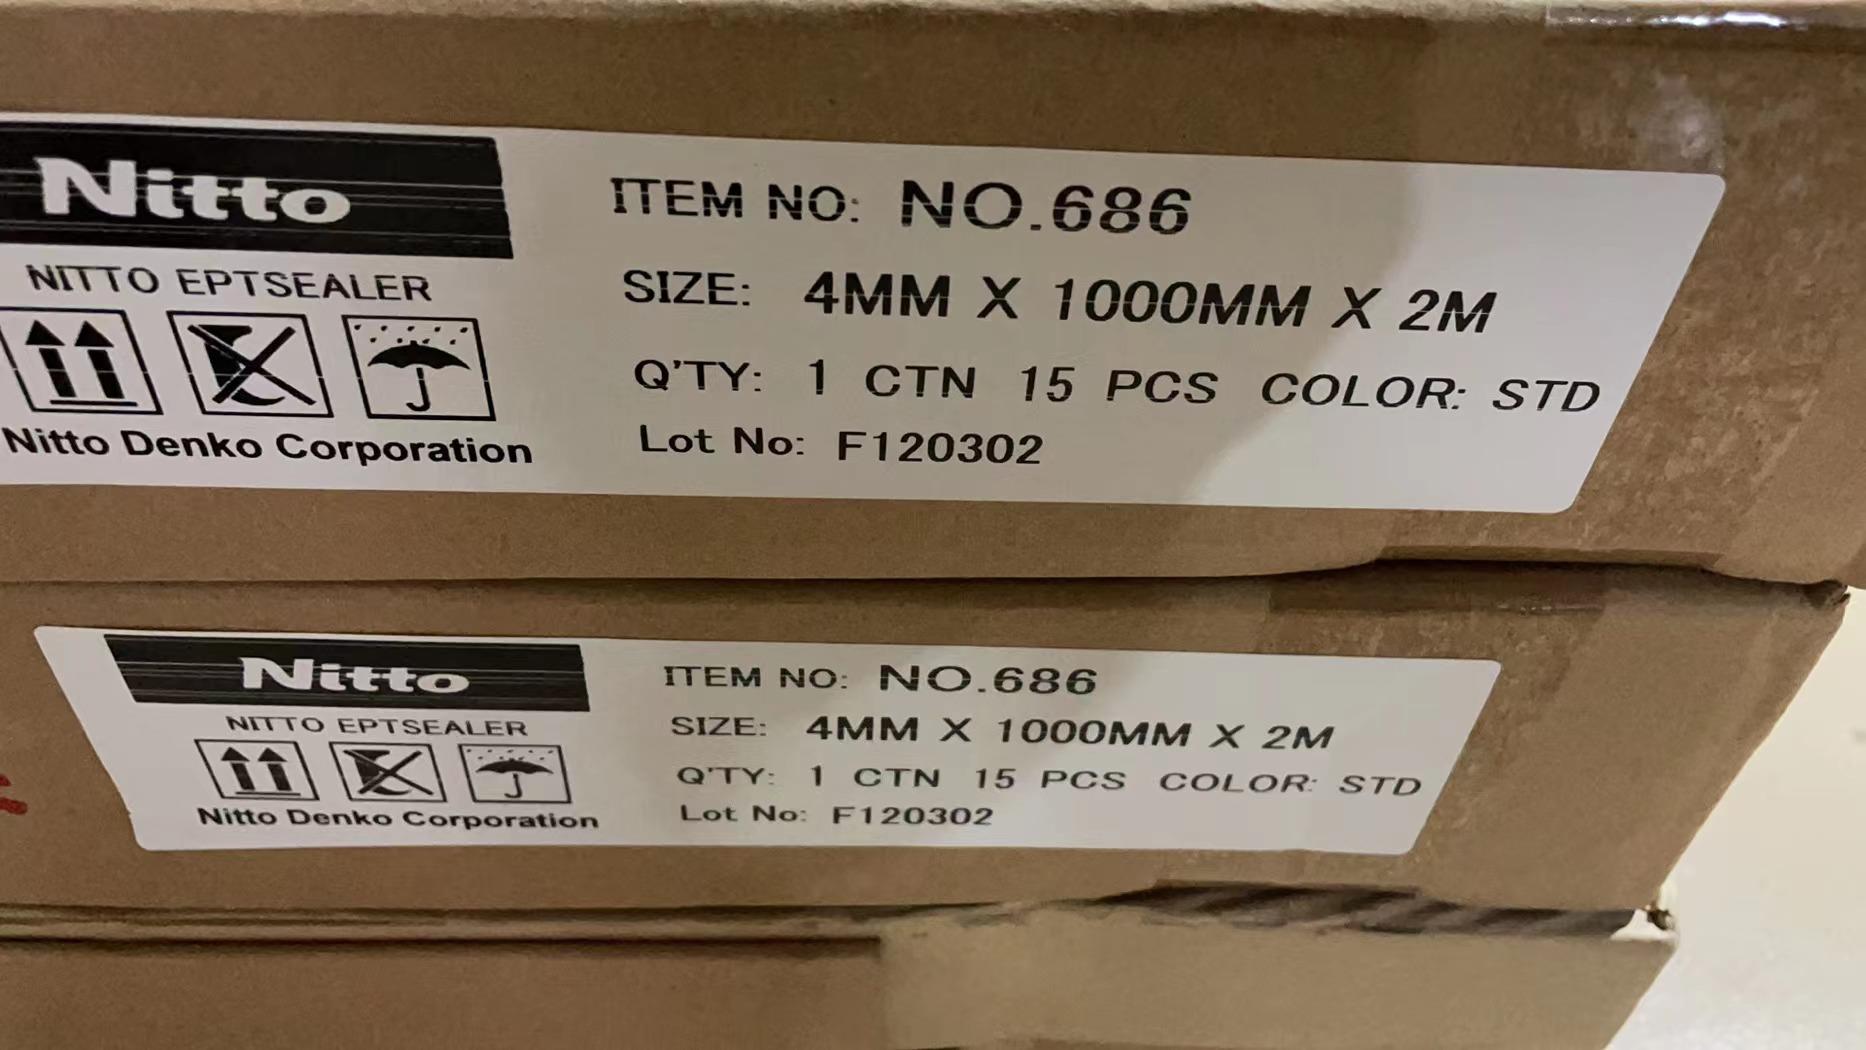 Nitto
NITTO EPTSEALER
Nitto Denko Corporation
ITEM NO: NO.686
SIZE: 4MM X 1000MM X 2M
Q'TY: 1 CTN 15 PCS COLOR: STD
Lot No: F120302
Nitto
NITTO EPTSEALER
Nitto Denko Corporation
ITEM NO: NO.686
SIZE: 4MM X 1000MM X 2M
Q'TY: 1 CTN 15 PCS COLOR: STD
Lot No: F120302